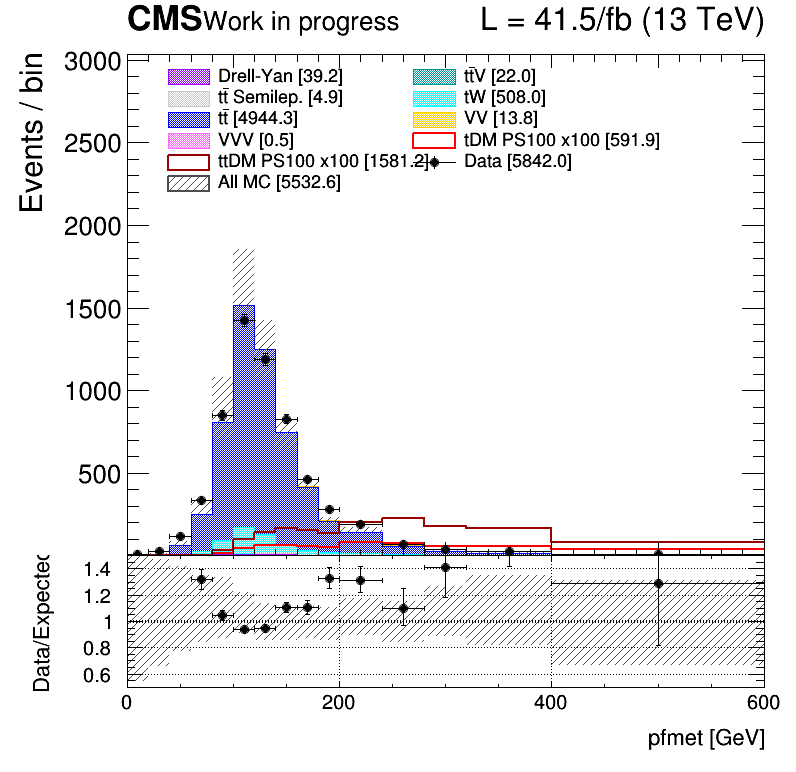 CMS Work in progress L = 41.5/fb (13 TeV)
Events / bin
3000
2500
2000
1500
1000
500
Drell-Yan [39.2]
tt̄V [22.0]
tt̄ Semilep. [4.9]
tW [508.0]
tt̄ [4944.3]
VV [13.8]
VVV [0.5]
tDM PS100 x100 [591.9]
ttDM PS100 x100 [1581.2]
Data [5842.0]
All MC [5532.6]
Data/Expected
1.4
1.2
1
0.8
0.6
0 200 400 600
pfmet [GeV]